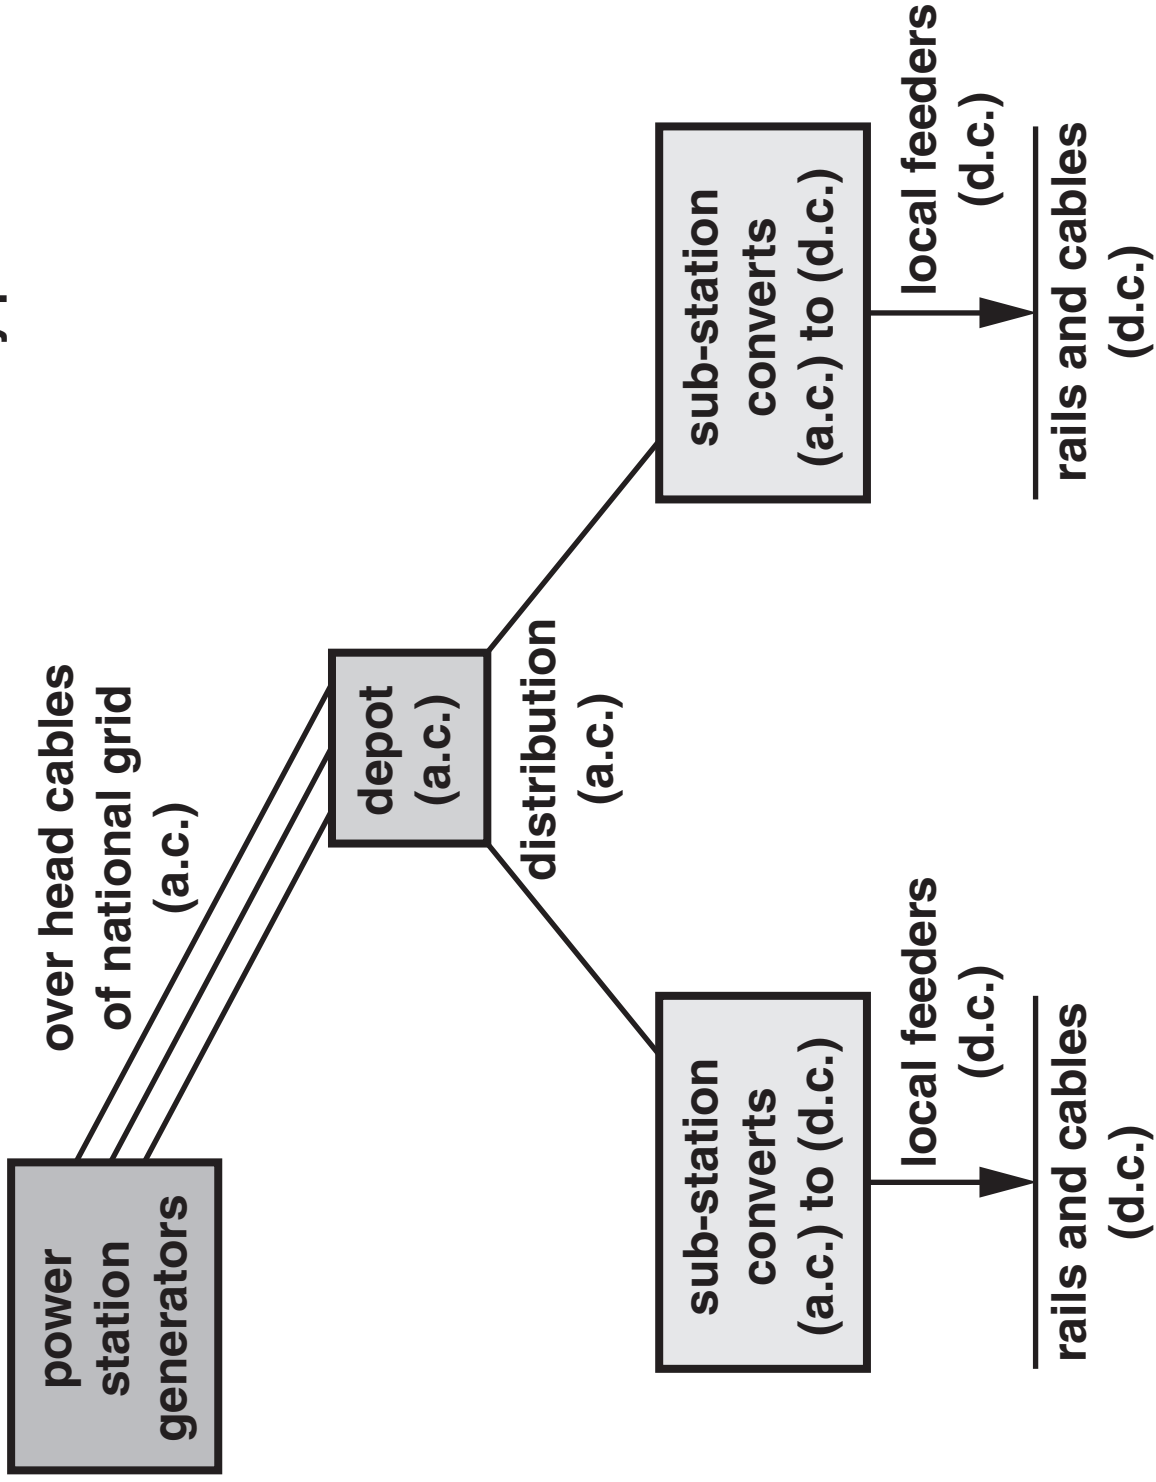 power
station
generators
over head cables
of national grid
(a.c.)
depot
(a.c.)
distribution
(a.c.)
sub-station
converts
(a.c.) to (d.c.)
local feeders
(d.c.)
rails and cables
(d.c.)
sub-station
converts
(a.c.) to (d.c.)
local feeders
(d.c.)
rails and cables
(d.c.)